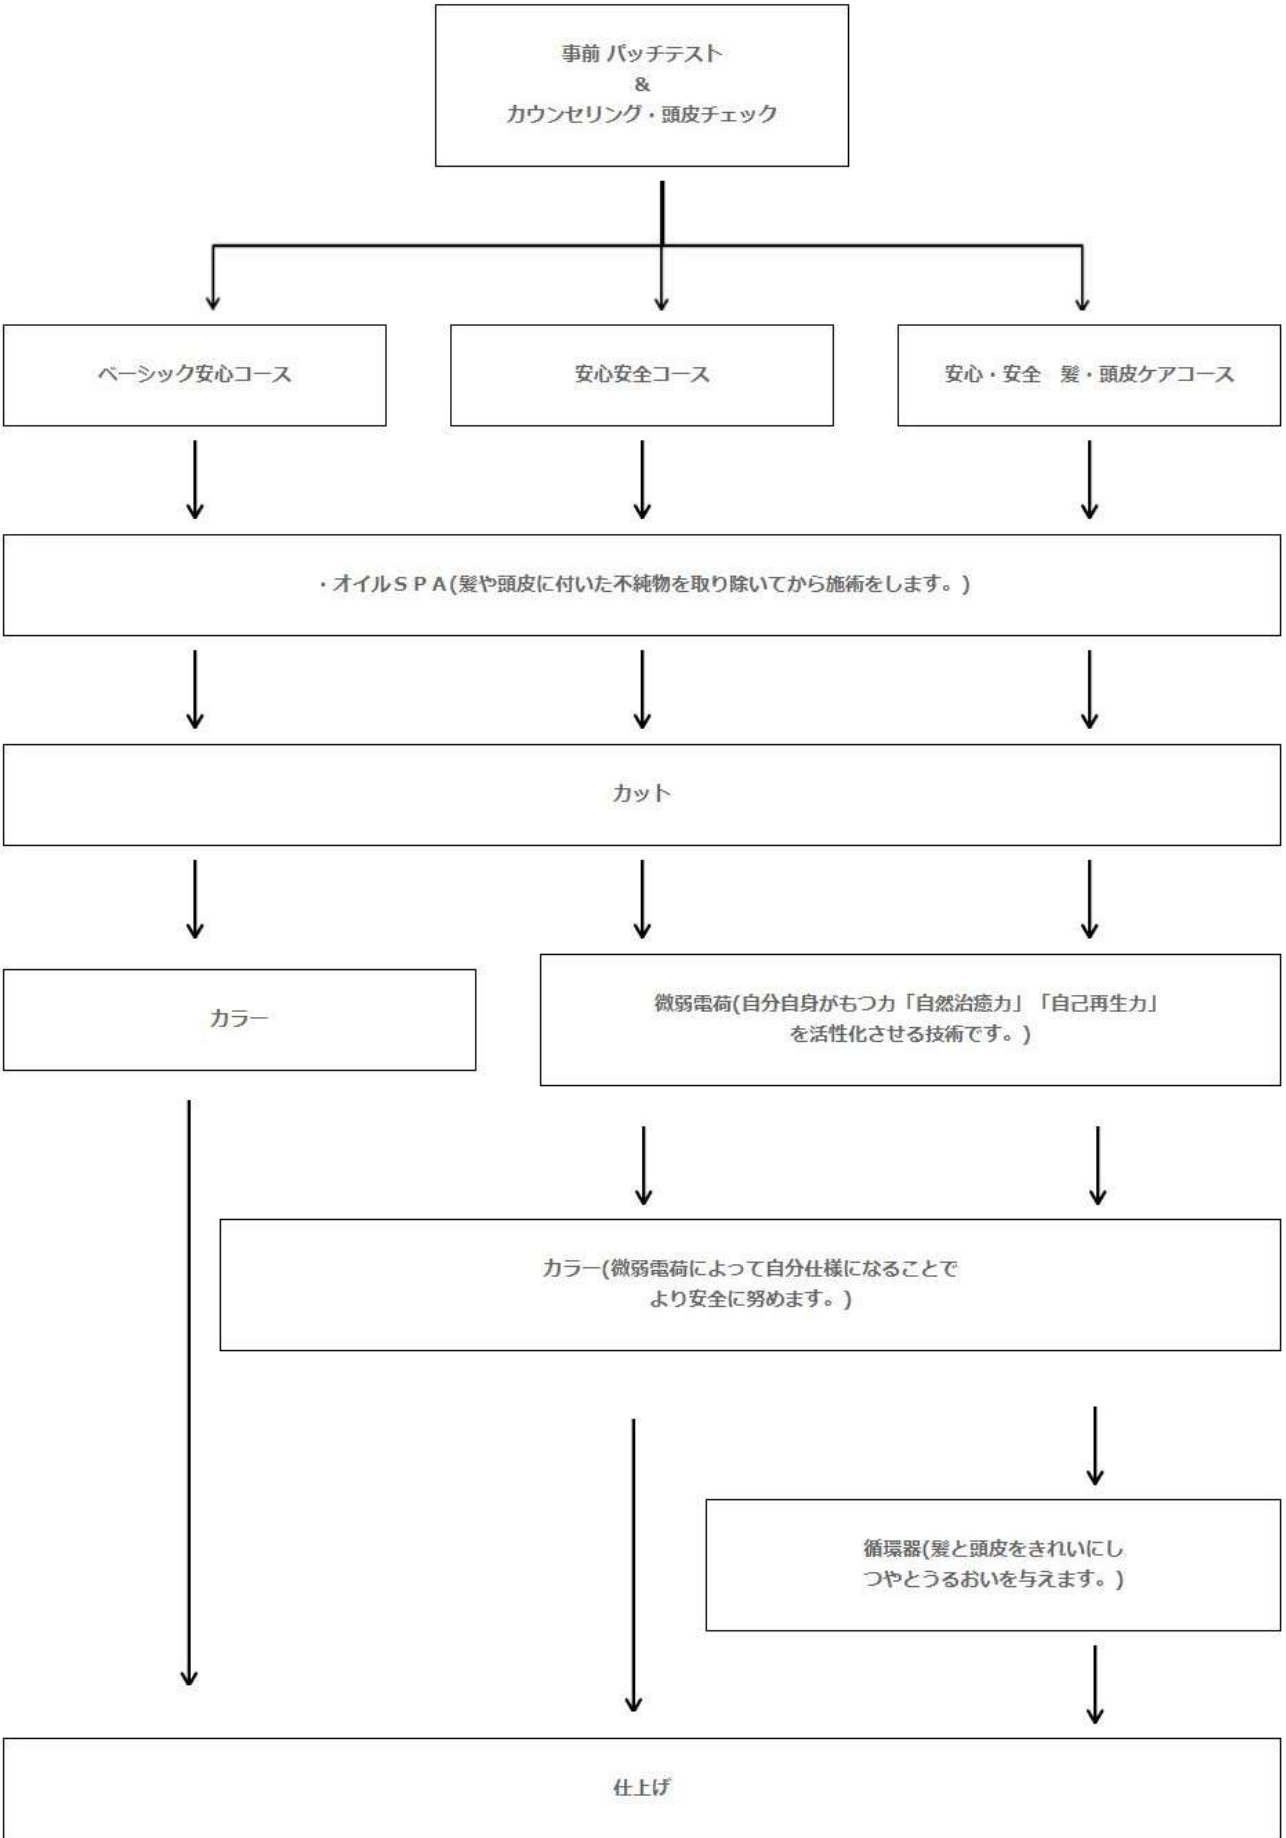 事前 パッチテスト
&
カウンセリング・頭皮チェック
ベーシック安心コース
安心安全コース
安心・安全　髪・頭皮ケアコース
・オイルＳＰＡ(髪や頭皮に付いた不純物を取り除いてから施術をします。)
カット
カラー
微弱電荷(自分自身がもつ力「自然治癒力」「自己再生力」
を活性化させる技術です。)
カラー(微弱電荷によって自分仕様になることで
より安全に努めます。)
循環器(髪と頭皮をきれいにし
つやとうるおいを与えます。)
仕上げ